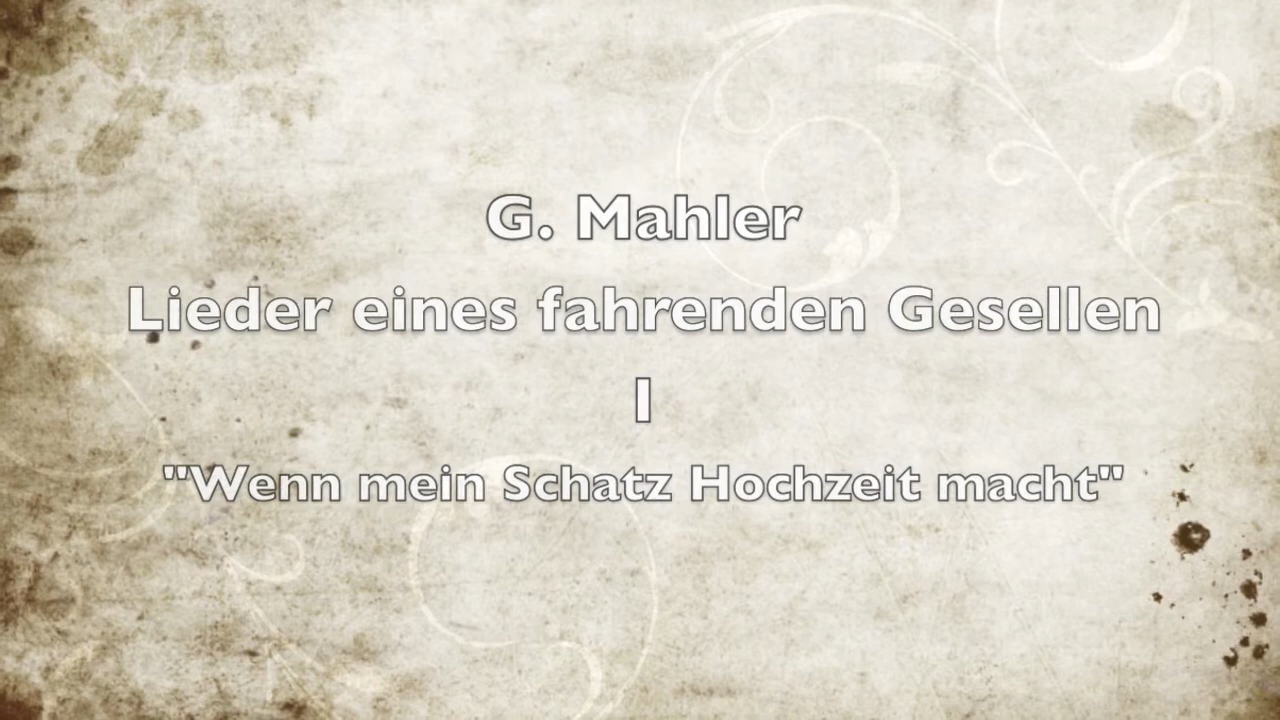 G. Mahler
Lieder eines fahrenden Gesellen
I
"Wenn mein Schatz Hochzeit macht"